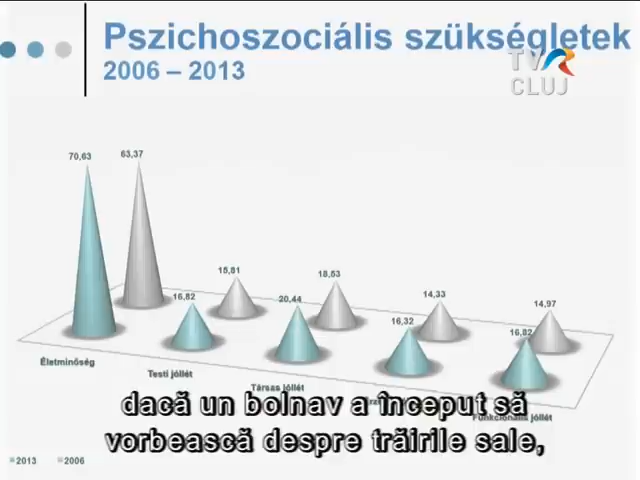 Pszichoszociális szükségletek
2006 – 2013
TVR
CLUJ
70,63
63,37
16,82
15,81
20,44
18,53
16,32
14,33
16,82
14,97
Életminőség
Testi jóllét
Társas jóllét
Funkcionális jóllét
dacă un bolnav a început să
vorbească despre trăirile sale,
2013
2006